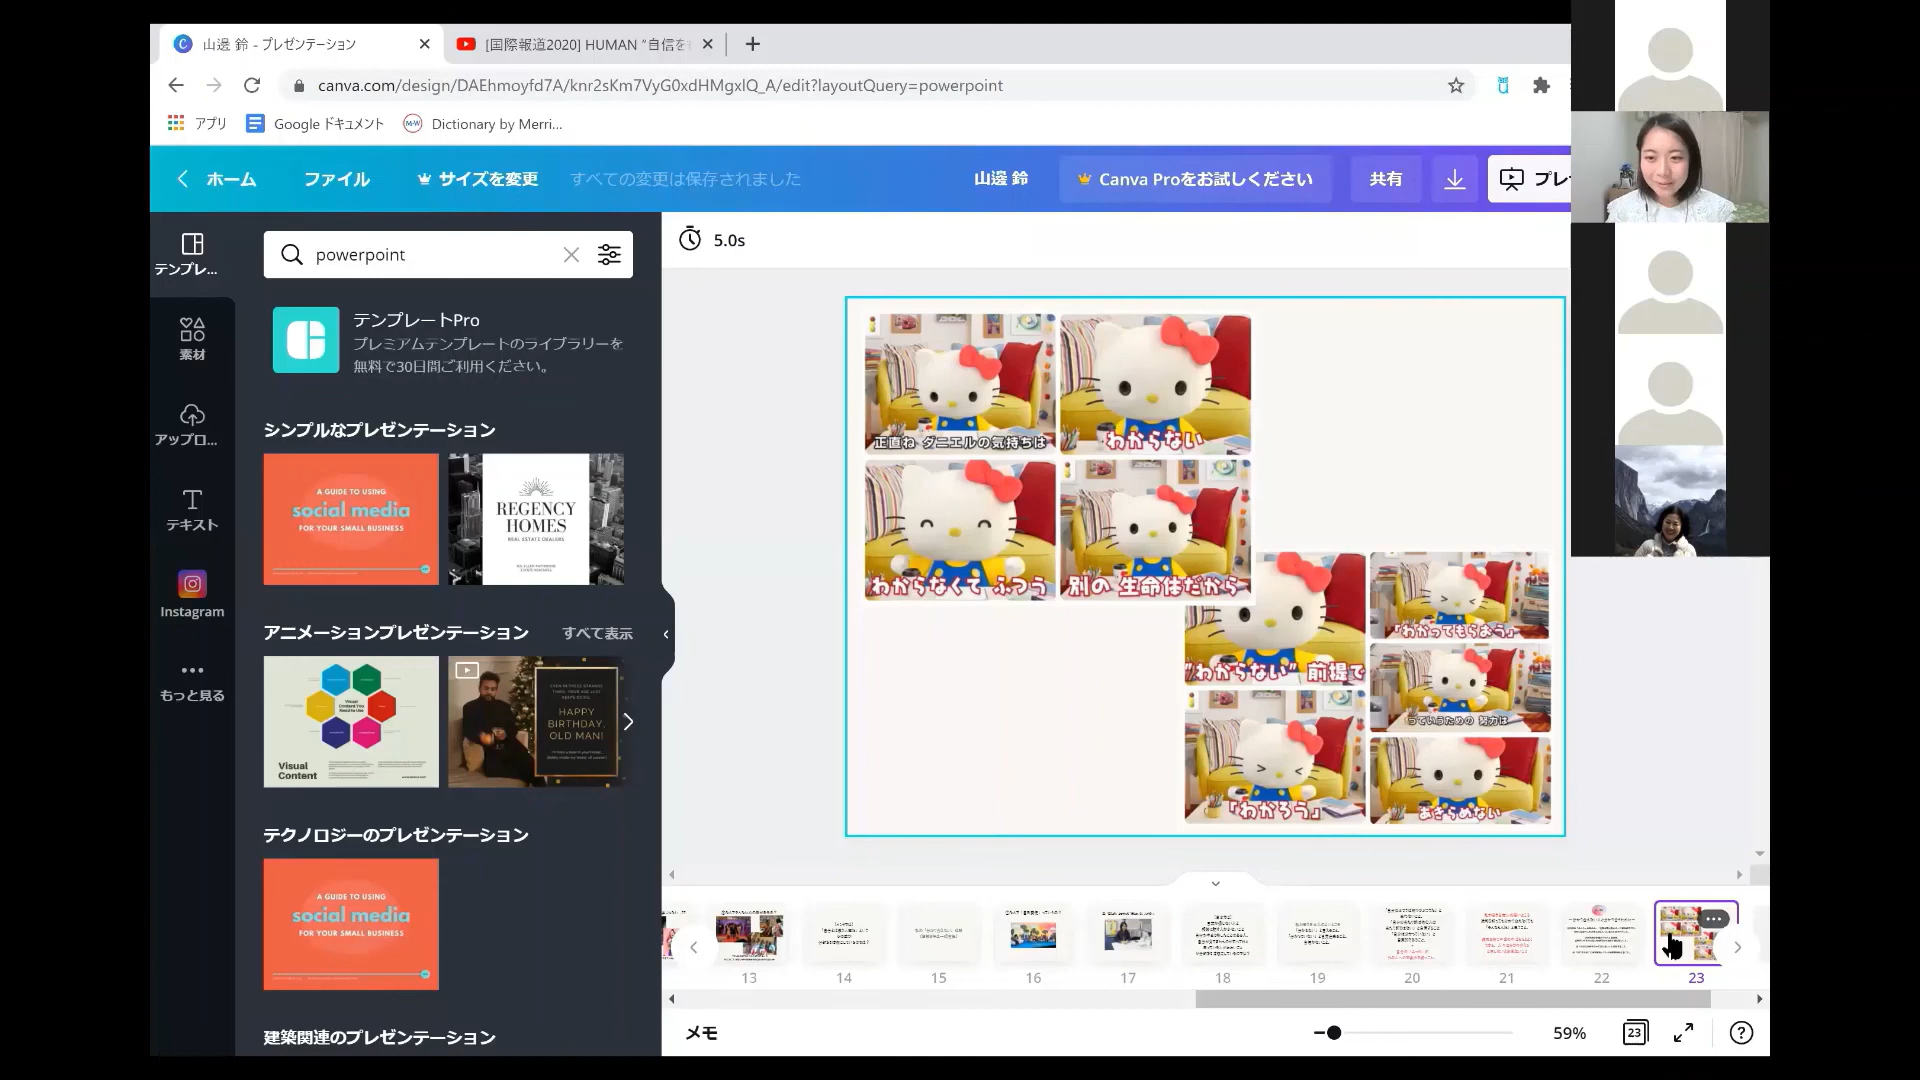 山邊 鈴 - プレゼンテーション
[国際報道2020] HUMAN “自信を
canva.com/design/DAEhmoyfd7A/knr2sKm7VyG0xdHMgxIQ_A/edit?layoutQuery=powerpoint
アプリ
Google ドキュメント
Dictionary by Merri...
ホーム
ファイル
サイズを変更
すべての変更は保存されました
山邊 鈴
Canva Proをお試しください
共有
プレ
テンプレ...
素材
アップロ...
テキスト
Instagram
もっと見る
powerpoint
テンプレートPro
プレミアムテンプレートのライブラリーを
無料で30日間ご利用ください。
シンプルなプレゼンテーション
A GUIDE TO USING
social media
FOR YOUR SMALL BUSINESS
REGENCY
HOMES
REAL ESTATE DEALERS
アニメーションプレゼンテーション
すべて表示
Visual
Content
HAPPY
BIRTHDAY,
OLD MAN!
テクノロジーのプレゼンテーション
A GUIDE TO USING
social media
FOR YOUR SMALL BUSINESS
建築関連のプレゼンテーション
5.0s
正直ね ダニエルの気持ちは
わからない
わからなくて ふつう
別の 生命体だから
"わからない" 前提で
「わかろう」
「わかってもらおう」
っていうための 努力は
あきらめない
13
14
15
16
17
18
19
20
21
22
23
メモ
59%
23